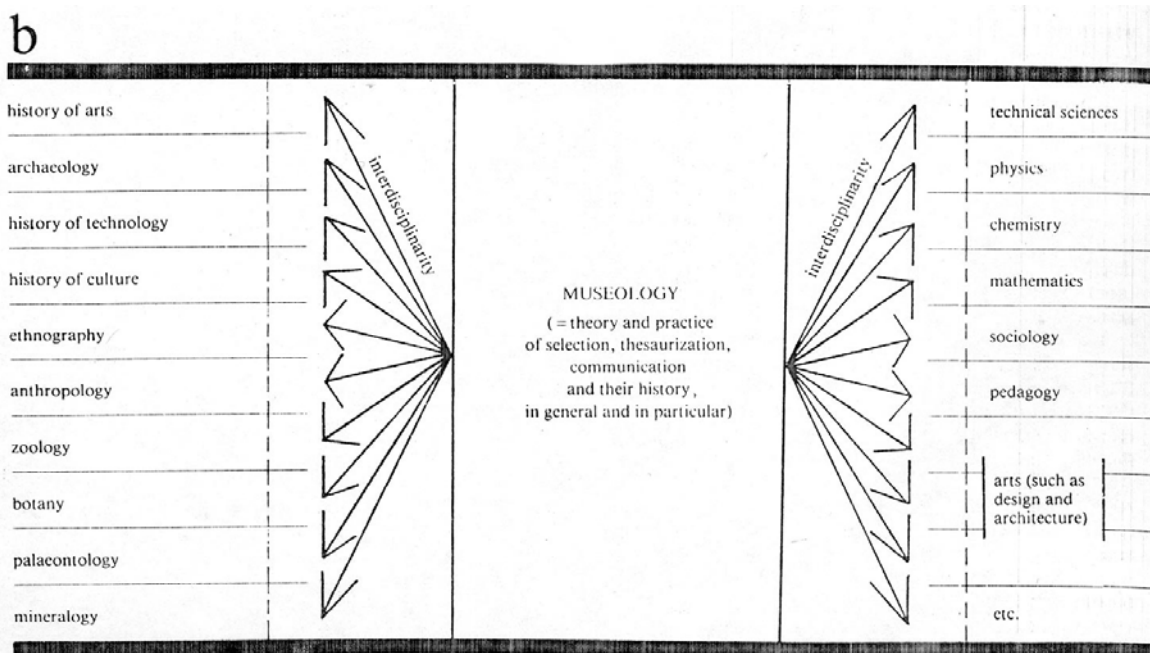 b
history of arts
archaeology
history of technology
history of culture
ethnography
anthropology
zoology
botany
palaeontology
mineralogy
interdisciplinarity
MUSEOLOGY
(=theory and practice
of selection, thesaurization,
communication
and their history,
in general and in particular)
interdisciplinarity
technical sciences
physics
chemistry
mathematics
sociology
pedagogy
arts (such as
design and
architecture)
etc.